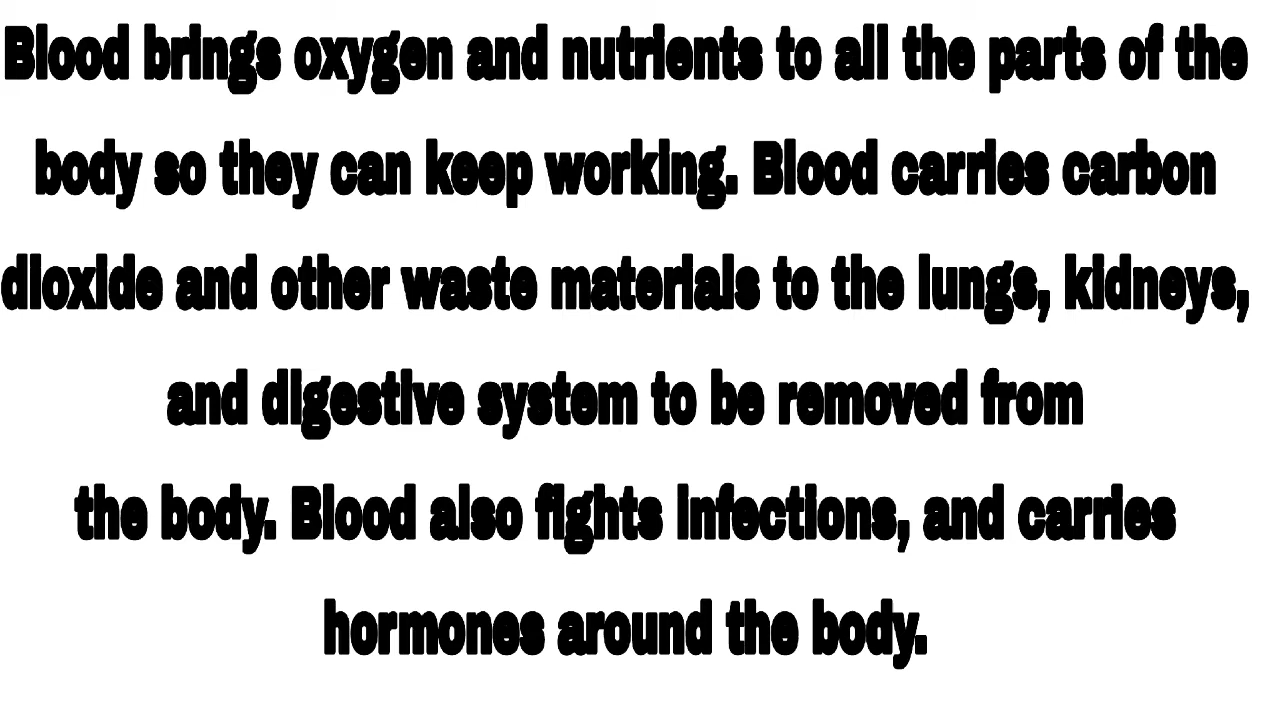 Blood brings oxygen and nutrients to all the parts of the
body so they can keep working. Blood carries carbon
dioxide and other waste materials to the lungs, kidneys,
and digestive system to be removed from
the body. Blood also fights infections, and carries
hormones around the body.